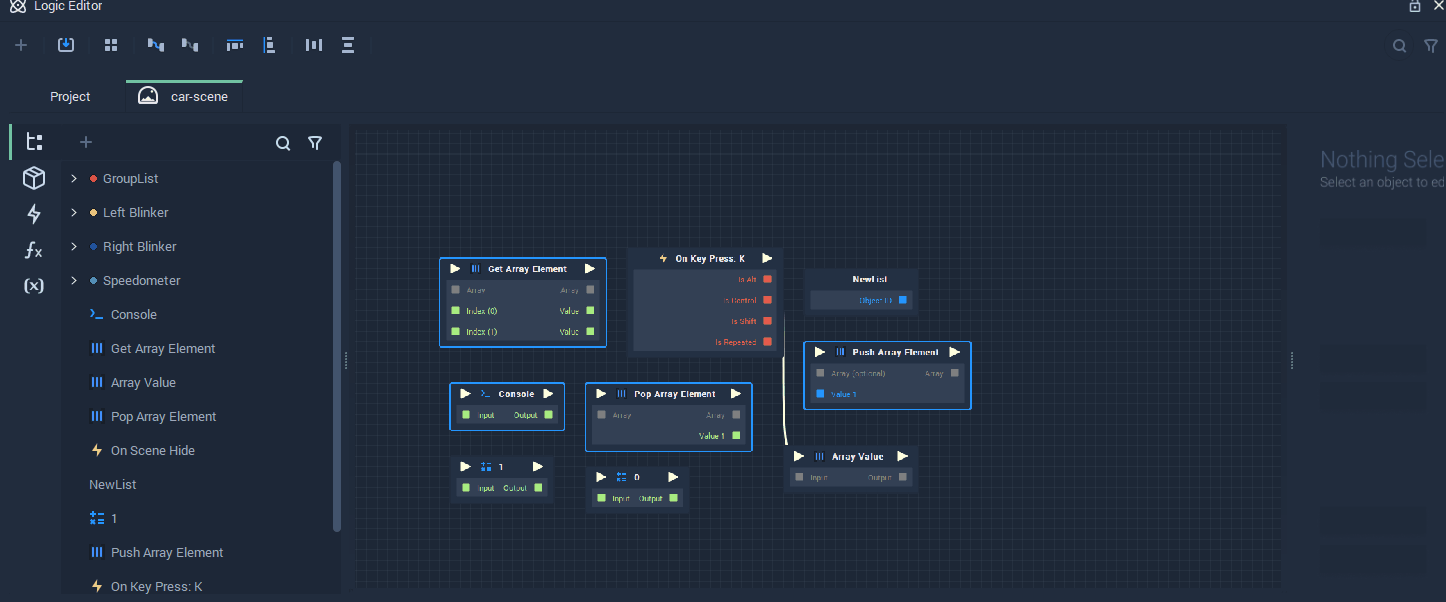 Logic Editor
Project
car-scene
GroupList
Left Blinker
Right Blinker
Speedometer
Console
Get Array Element
Array Value
Pop Array Element
On Scene Hide
NewList
1
Push Array Element
On Key Press: K
Get Array Element
Array Array
Index (0) Value
Index (1) Value
On Key Press: K
Is Alt
Is Control
Is Shift
Is Repeated
NewList
Object ID
Push Array Element
Array (optional) Array
Value 1
Console
Input Output
Pop Array Element
Array Array
Value 1
1
Input Output
0
Input Output
Array Value
Input Output
Nothing Sele
Select an object to ed